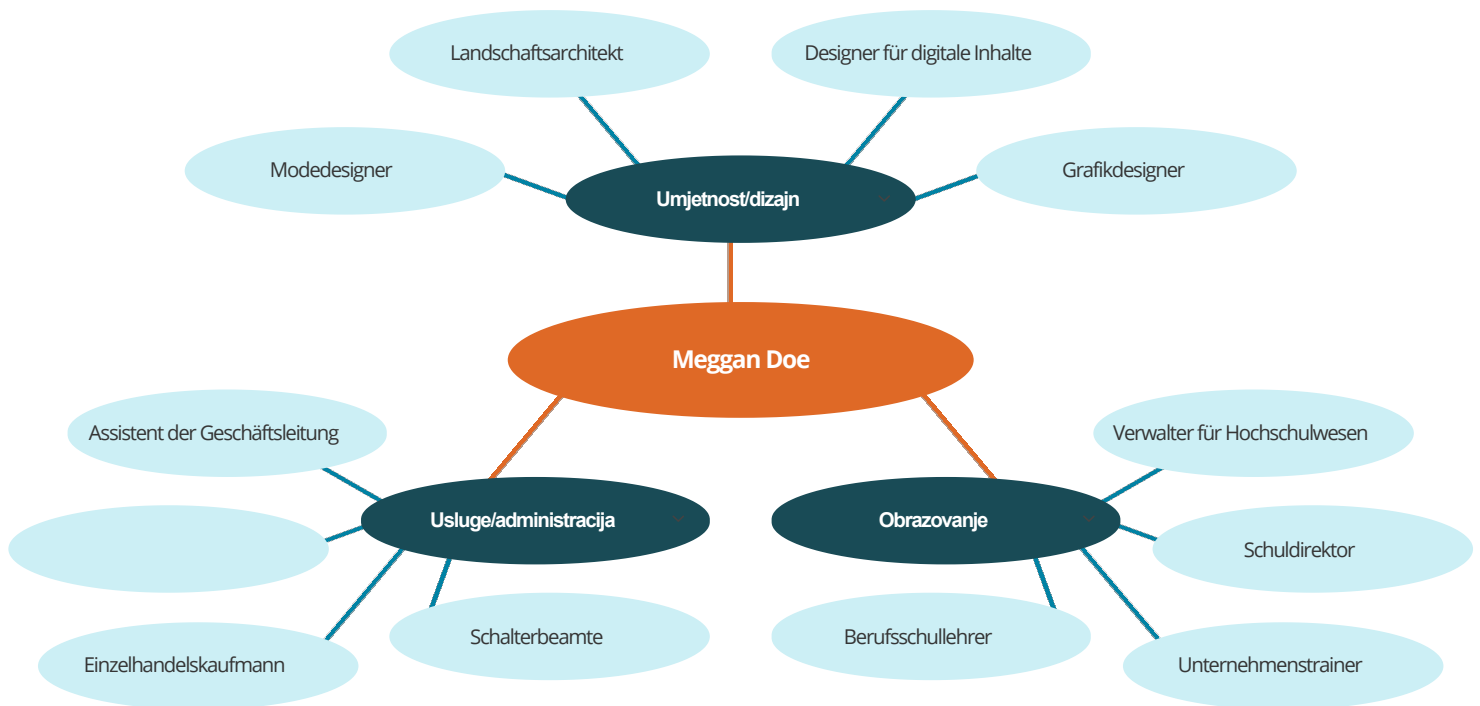 Landschaftsarchitekt
Designer für digitale Inhalte
Modedesigner
Grafikdesigner
Umjetnost/dizajn
Meggan Doe
Assistent der Geschäftsleitung
Verwalter für Hochschulwesen
Usluge/administracija
Obrazovanje
Schuldirektor
Schalterbeamte
Berufsschullehrer
Einzelhandelskaufmann
Unternehmenstrainer